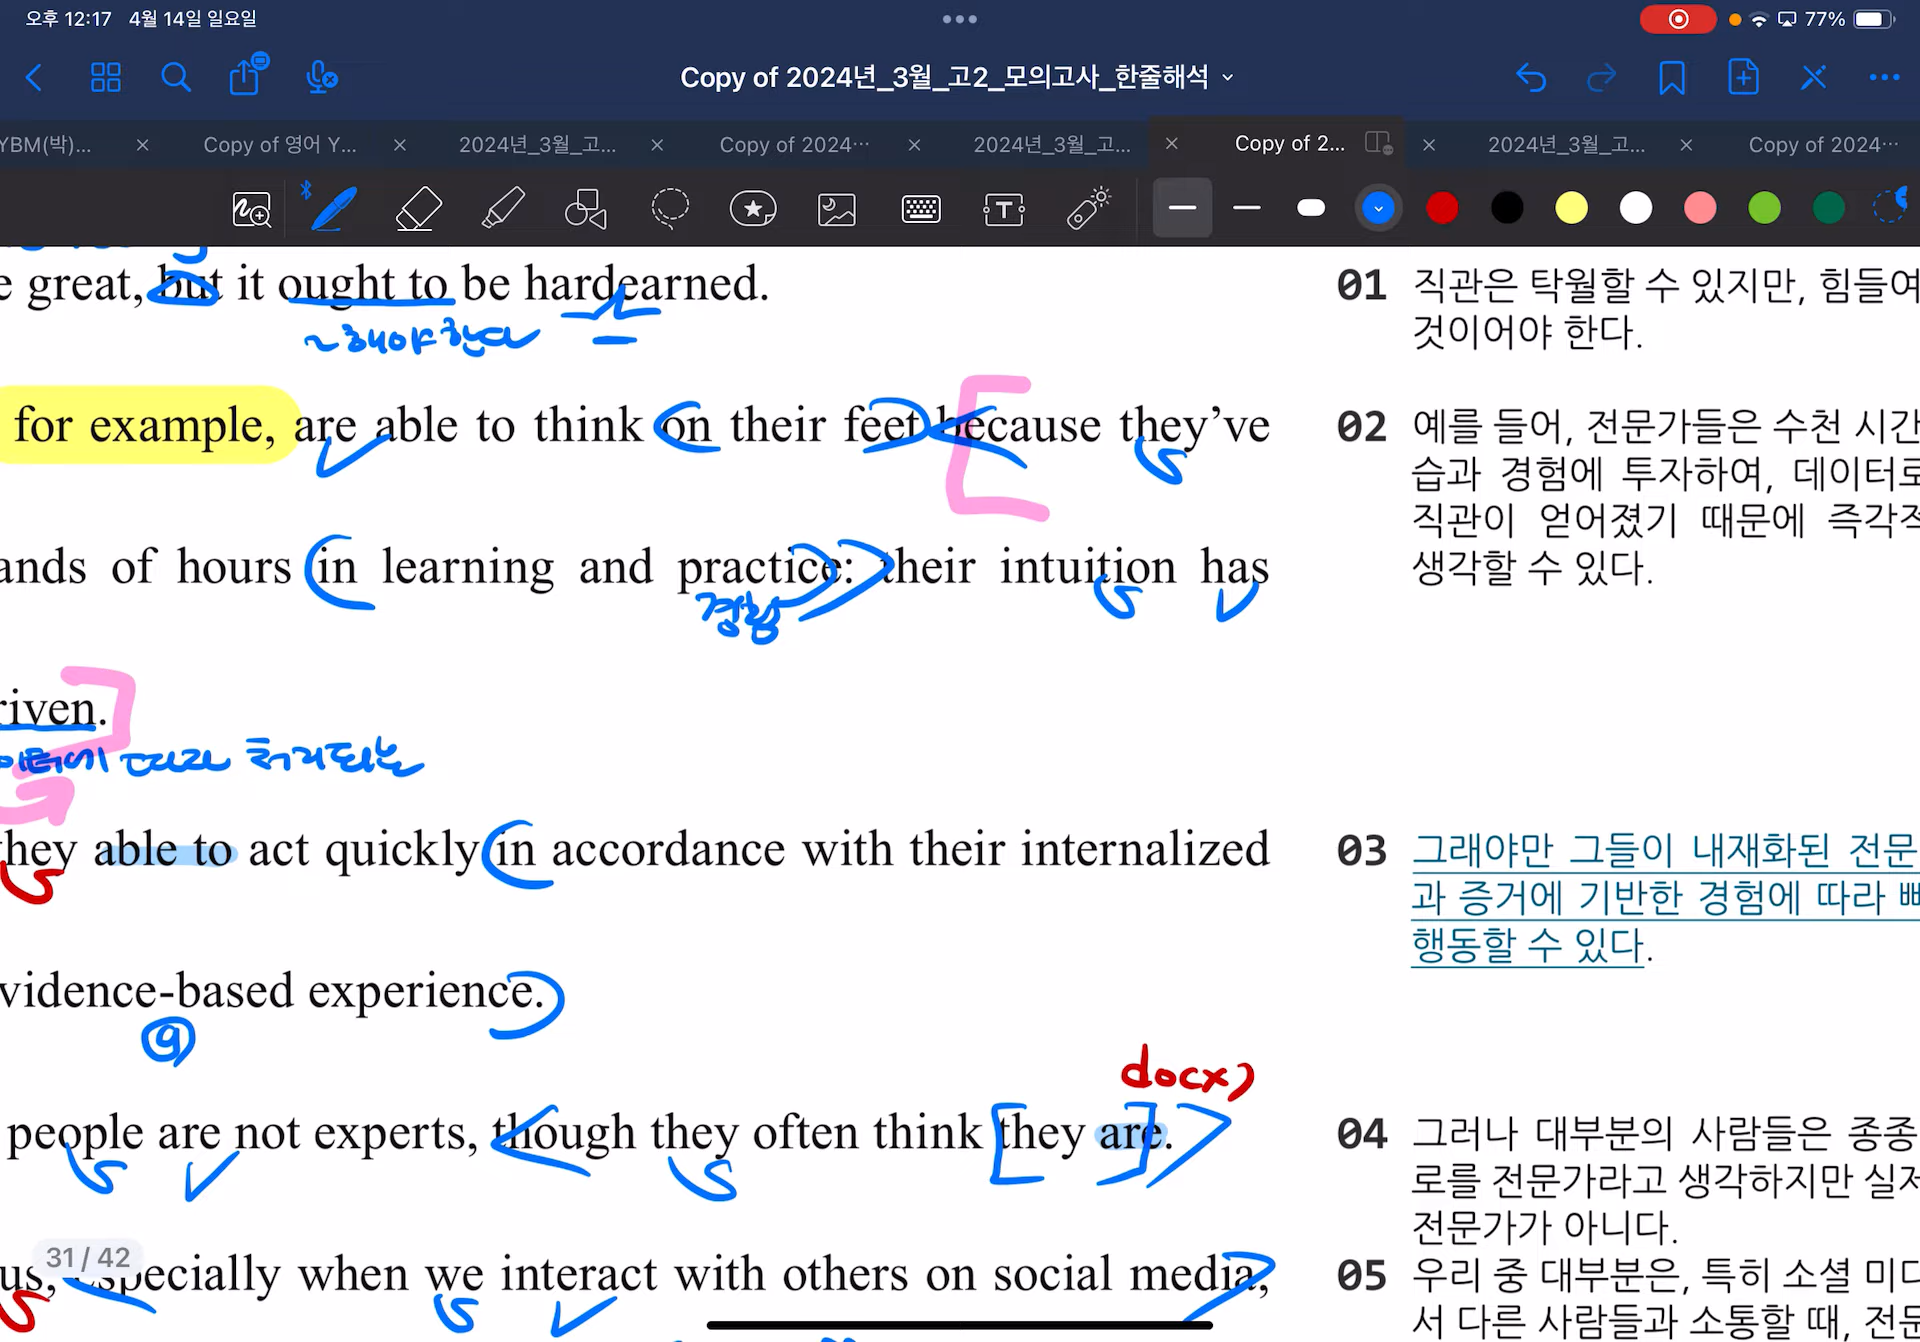 오후 12:17 4월 14일 일요일
77%
Copy of 2024년_3월_고2_모의고사_한줄해석
YBM(박)... Copy of 영어 Y... 2024년_3월_고... Copy of 2024... 2024년_3월_고... Copy of 2... 2024년_3월_고... Copy of 2024...
e great, but it ought to be hardearned.
~해야 한다
for example, are able to think on their feet because they've
ands of hours in learning and practice: their intuition has
경험
riven.
이터에 따라 처리되는
they able to act quickly in accordance with their internalized
vidence-based experience.
docx)
people are not experts, though they often think they are.
us, especially when we interact with others on social media,
31 / 42
01 직관은 탁월할 수 있지만, 힘들여
것이어야 한다.
02 예를 들어, 전문가들은 수천 시간
습과 경험에 투자하여, 데이터로
직관이 얻어졌기 때문에 즉각적
생각할 수 있다.
03 그래야만 그들이 내재화된 전문
과 증거에 기반한 경험에 따라 빠
행동할 수 있다.
04 그러나 대부분의 사람들은 종종
로를 전문가라고 생각하지만 실제
전문가가 아니다.
05 우리 중 대부분은, 특히 소셜 미디
서 다른 사람들과 소통할 때, 전문